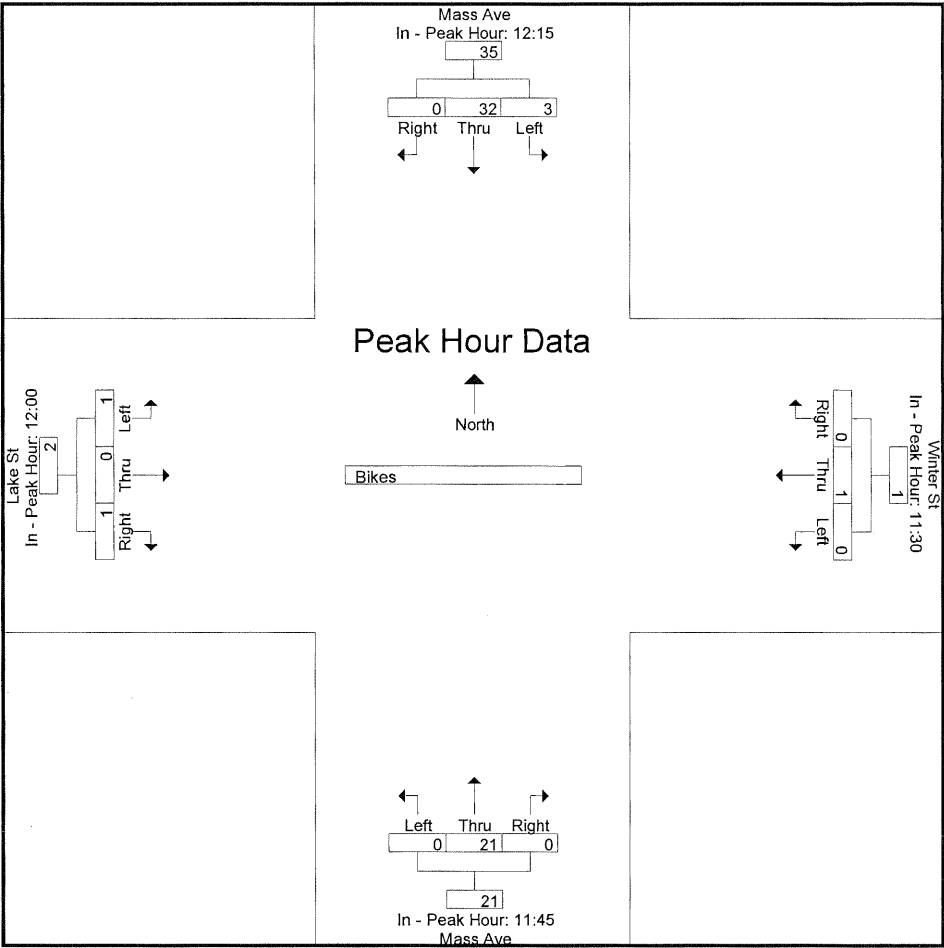 Mass Ave
In - Peak Hour: 12:15
35
0 32 3
Right Thru Left
Peak Hour Data
North
Bikes
Lake St
In - Peak Hour: 12:00
2
1 0 1
Left Thru Right
Winter St
In - Peak Hour: 11:30
1
0 1 0
Right Thru Left
Left Thru Right
0 21 0
21
In - Peak Hour: 11:45
Mass Ave